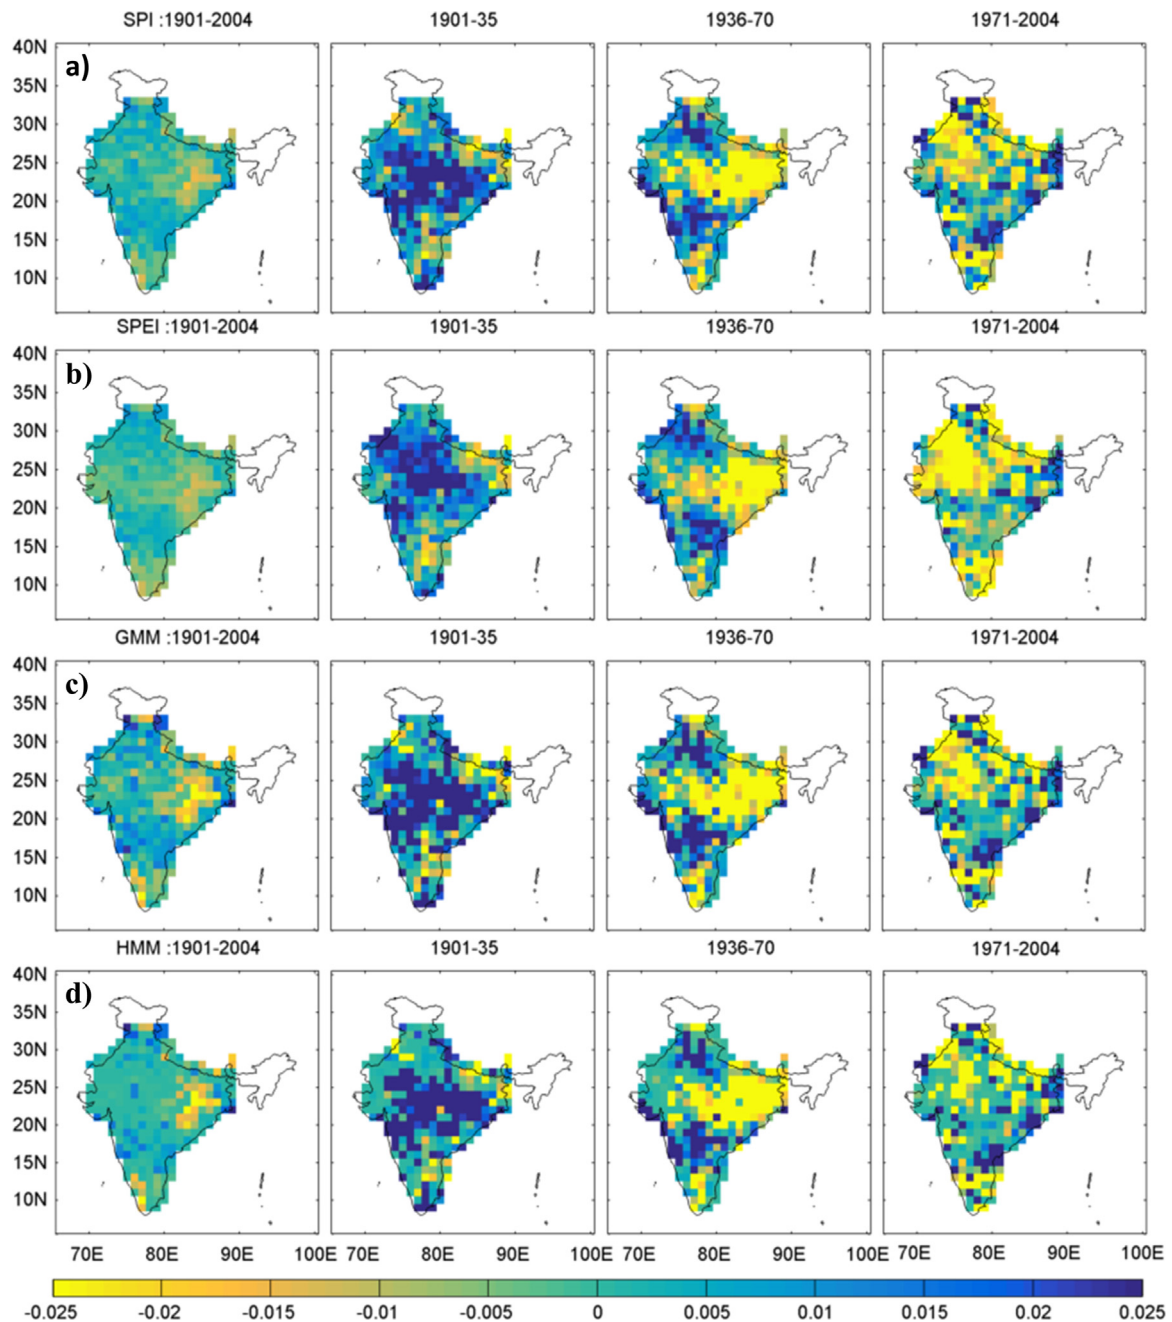 SPI :1901-2004 1901-35 1936-70 1971-2004
a)
40N
35N
30N
25N
20N
15N
10N
SPEI :1901-2004 1901-35 1936-70 1971-2004
b)
40N
35N
30N
25N
20N
15N
10N
GMM :1901-2004 1901-35 1936-70 1971-2004
c)
40N
35N
30N
25N
20N
15N
10N
HMM :1901-2004 1901-35 1936-70 1971-2004
d)
40N
35N
30N
25N
20N
15N
10N
70E 80E 90E 100E 70E 80E 90E 100E 70E 80E 90E 100E 70E 80E 90E 100E
-0.025 -0.02 -0.015 -0.01 -0.005 0 0.005 0.01 0.015 0.02 0.025